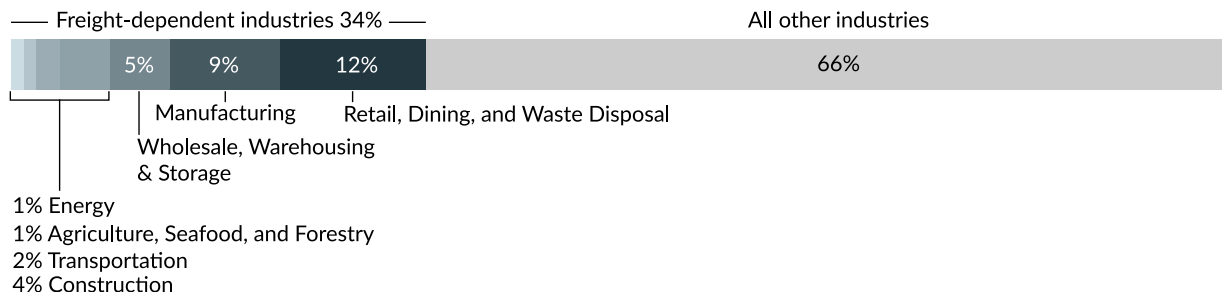 Freight-dependent industries 34%
All other industries
5%
9%
12%
66%
Manufacturing
Retail, Dining, and Waste Disposal
Wholesale, Warehousing
& Storage
1% Energy
1% Agriculture, Seafood, and Forestry
2% Transportation
4% Construction